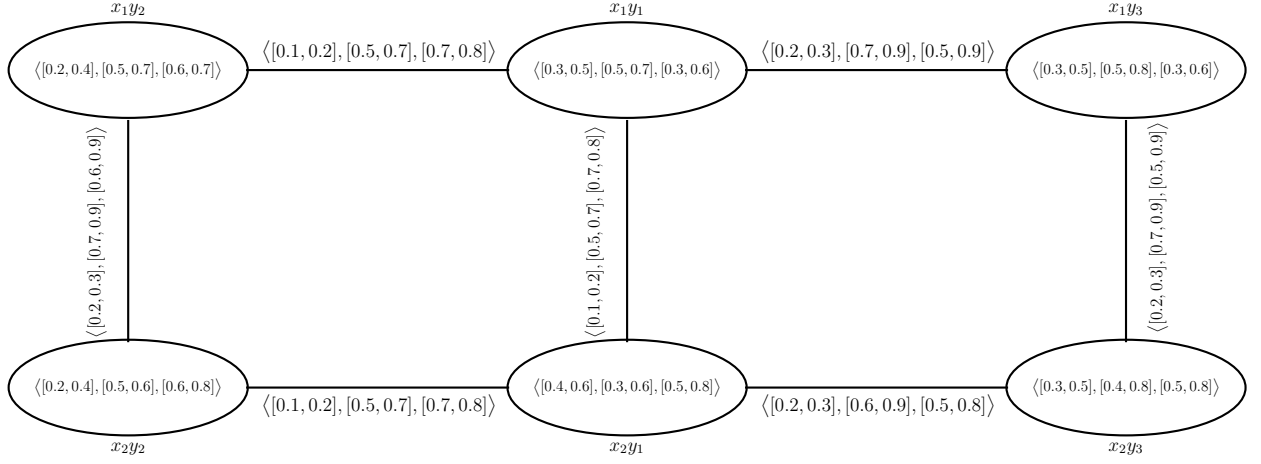 x₁y₂
x₁y₁
x₁y₃
⟨[0.1, 0.2], [0.5, 0.7], [0.7, 0.8]⟩
⟨[0.2, 0.3], [0.7, 0.9], [0.5, 0.9]⟩
⟨[0.2, 0.4], [0.5, 0.7], [0.6, 0.7]⟩
⟨[0.3, 0.5], [0.5, 0.7], [0.3, 0.6]⟩
⟨[0.3, 0.5], [0.5, 0.8], [0.3, 0.6]⟩
⟨[0.2, 0.3], [0.7, 0.9], [0.6, 0.9]⟩
⟨[0.1, 0.2], [0.5, 0.7], [0.7, 0.8]⟩
⟨[0.2, 0.3], [0.7, 0.9], [0.5, 0.9]⟩
⟨[0.2, 0.4], [0.5, 0.6], [0.6, 0.8]⟩
⟨[0.4, 0.6], [0.3, 0.6], [0.5, 0.8]⟩
⟨[0.3, 0.5], [0.4, 0.8], [0.5, 0.8]⟩
⟨[0.1, 0.2], [0.5, 0.7], [0.7, 0.8]⟩
⟨[0.2, 0.3], [0.6, 0.9], [0.5, 0.8]⟩
x₂y₂
x₂y₁
x₂y₃